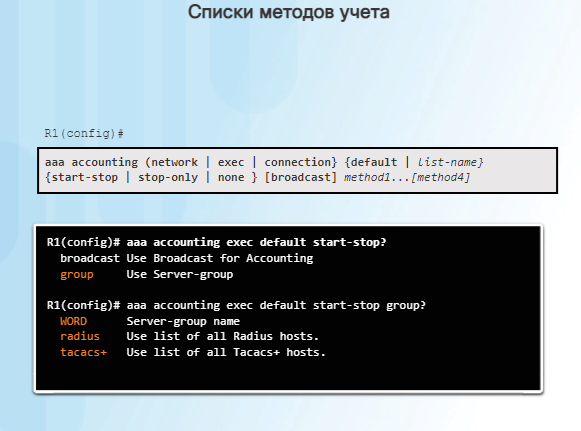 Списки методов учета
R1(config)#
aaa accounting (network | exec | connection} {default | list-name}
{start-stop | stop-only | none } [broadcast] method1...[method4]
R1(config)# aaa accounting exec default start-stop?
broadcast Use Broadcast for Accounting
group Use Server-group
R1(config)# aaa accounting exec default start-stop group?
WORD Server-group name
radius Use list of all Radius hosts.
tacacs+ Use list of all Tacacs+ hosts.